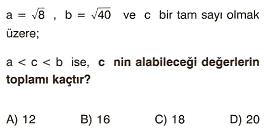 a = √8 , b = √40 ve c bir tam sayı olmak
üzere;
a < c < b ise, c nin alabileceği değerlerin
toplamı kaçtır?
A) 12 B) 16 C) 18 D) 20